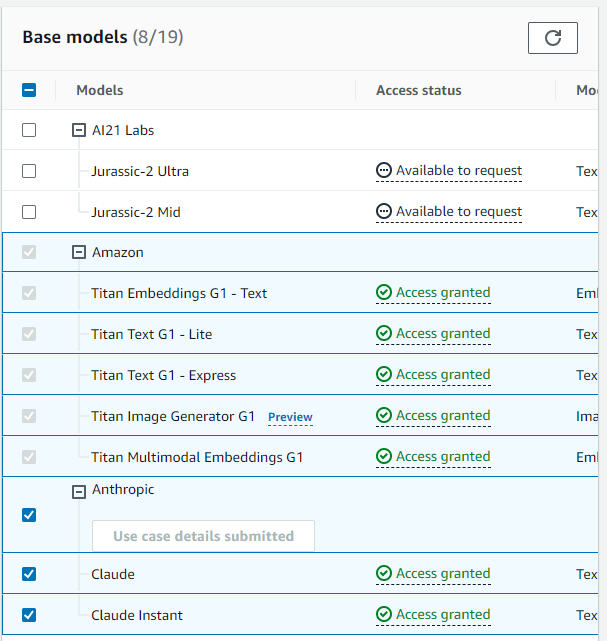 Base models (8/19)
Models Access status Mo
AI21 Labs
Jurassic-2 Ultra Available to request Tex
Jurassic-2 Mid Available to request Tex
Amazon
Titan Embeddings G1 - Text Access granted Emb
Titan Text G1 - Lite Access granted Tex
Titan Text G1 - Express Access granted Tex
Titan Image Generator G1 Preview Access granted Ima
Titan Multimodal Embeddings G1 Access granted Emb
Anthropic
Use case details submitted
Claude Access granted Tex
Claude Instant Access granted Tex